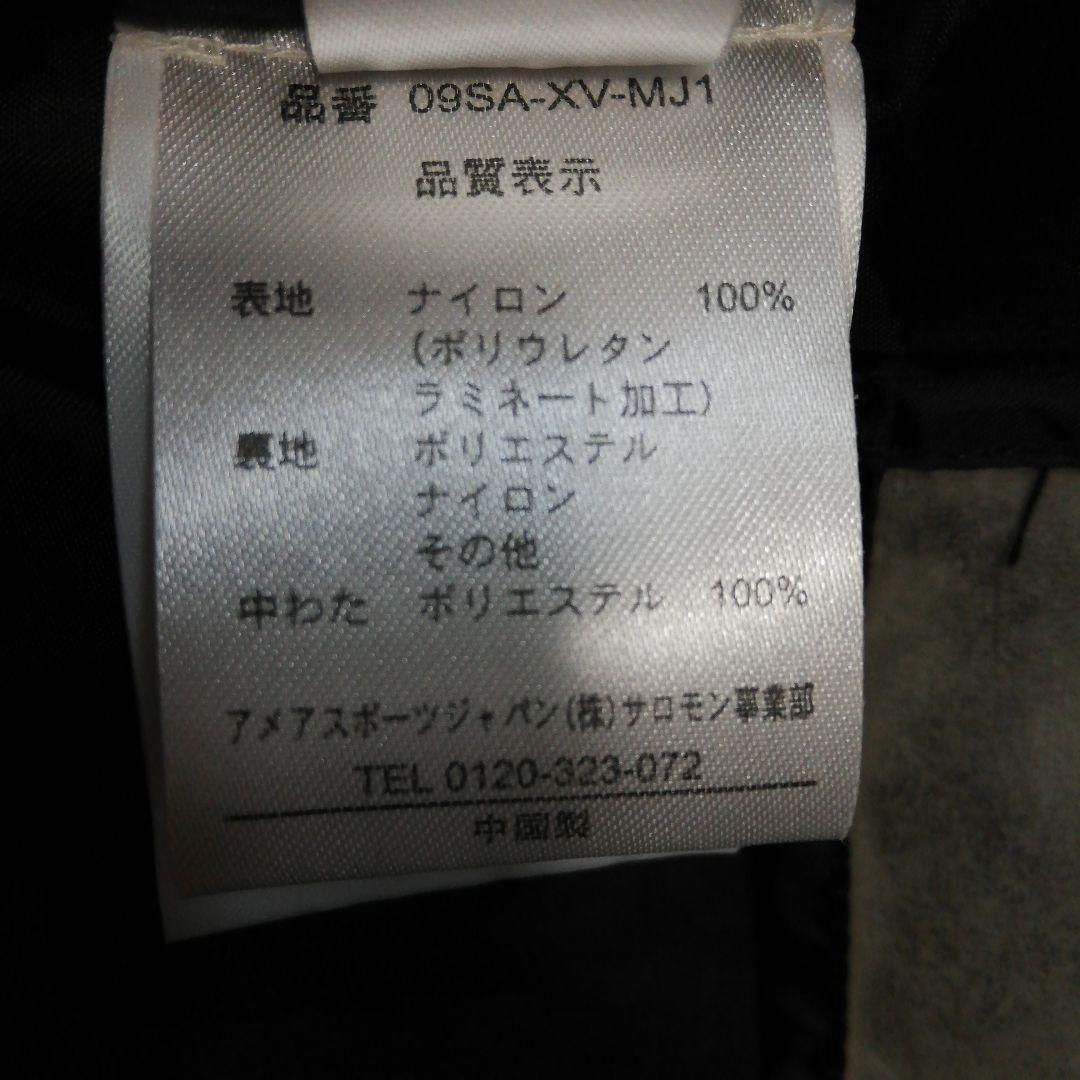 品番 09SA-XV-MJ1
品質表示
表地 ナイロン 100%
(ポリウレタン
ラミネート加工)
裏地 ポリエステル
ナイロン
その他
中わた ポリエステル 100%
アメアスポーツジャパン(株)サロモン事業部
TEL 0120-323-072
中国製